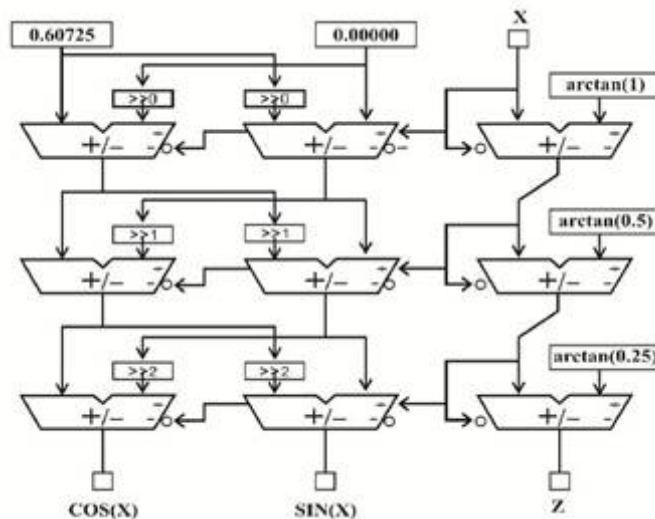 0.60725 0.00000 X
arctan(1)
>>0 >>0
+/− +/− +/−
arctan(0.5)
>>1 >>1
+/− +/− +/−
arctan(0.25)
>>2 >>2
+/− +/− +/−
COS(X) SIN(X) Z